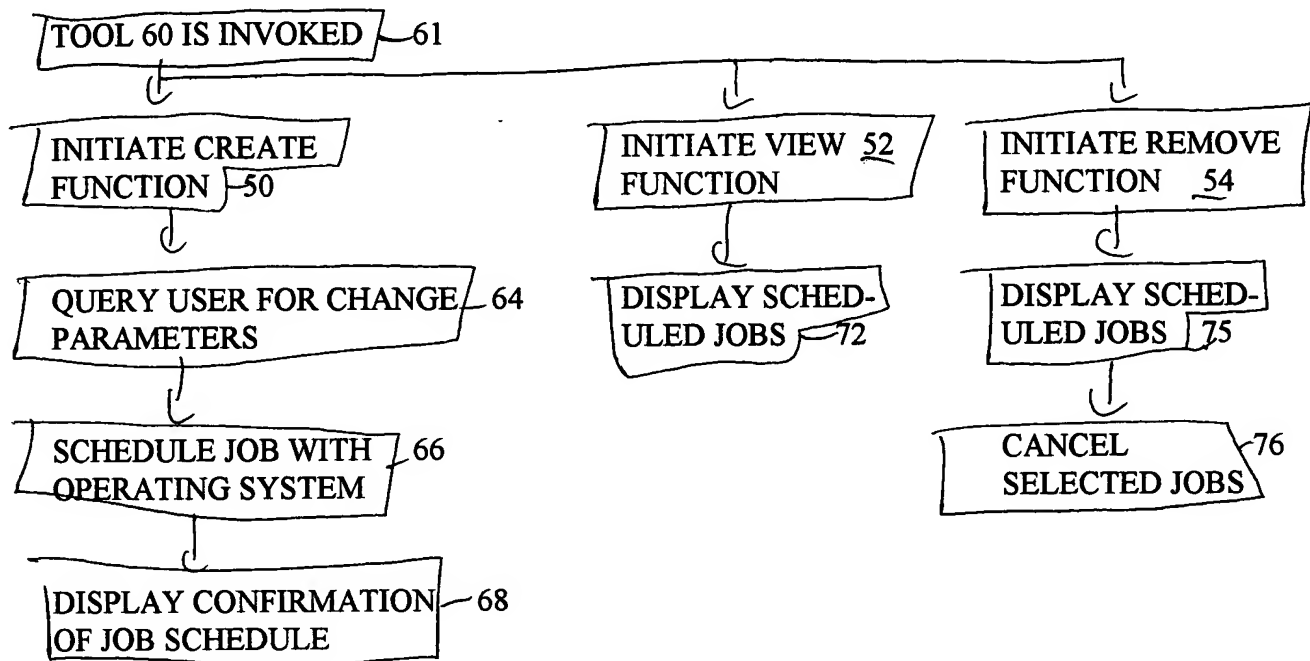 TOOL 60 IS INVOKED 61
INITIATE CREATE
FUNCTION 50
QUERY USER FOR CHANGE 64
PARAMETERS
SCHEDULE JOB WITH 66
OPERATING SYSTEM
DISPLAY CONFIRMATION 68
OF JOB SCHEDULE
INITIATE VIEW 52
FUNCTION
DISPLAY SCHED-
ULED JOBS 72
INITIATE REMOVE
FUNCTION 54
DISPLAY SCHED-
ULED JOBS 75
CANCEL 76
SELECTED JOBS